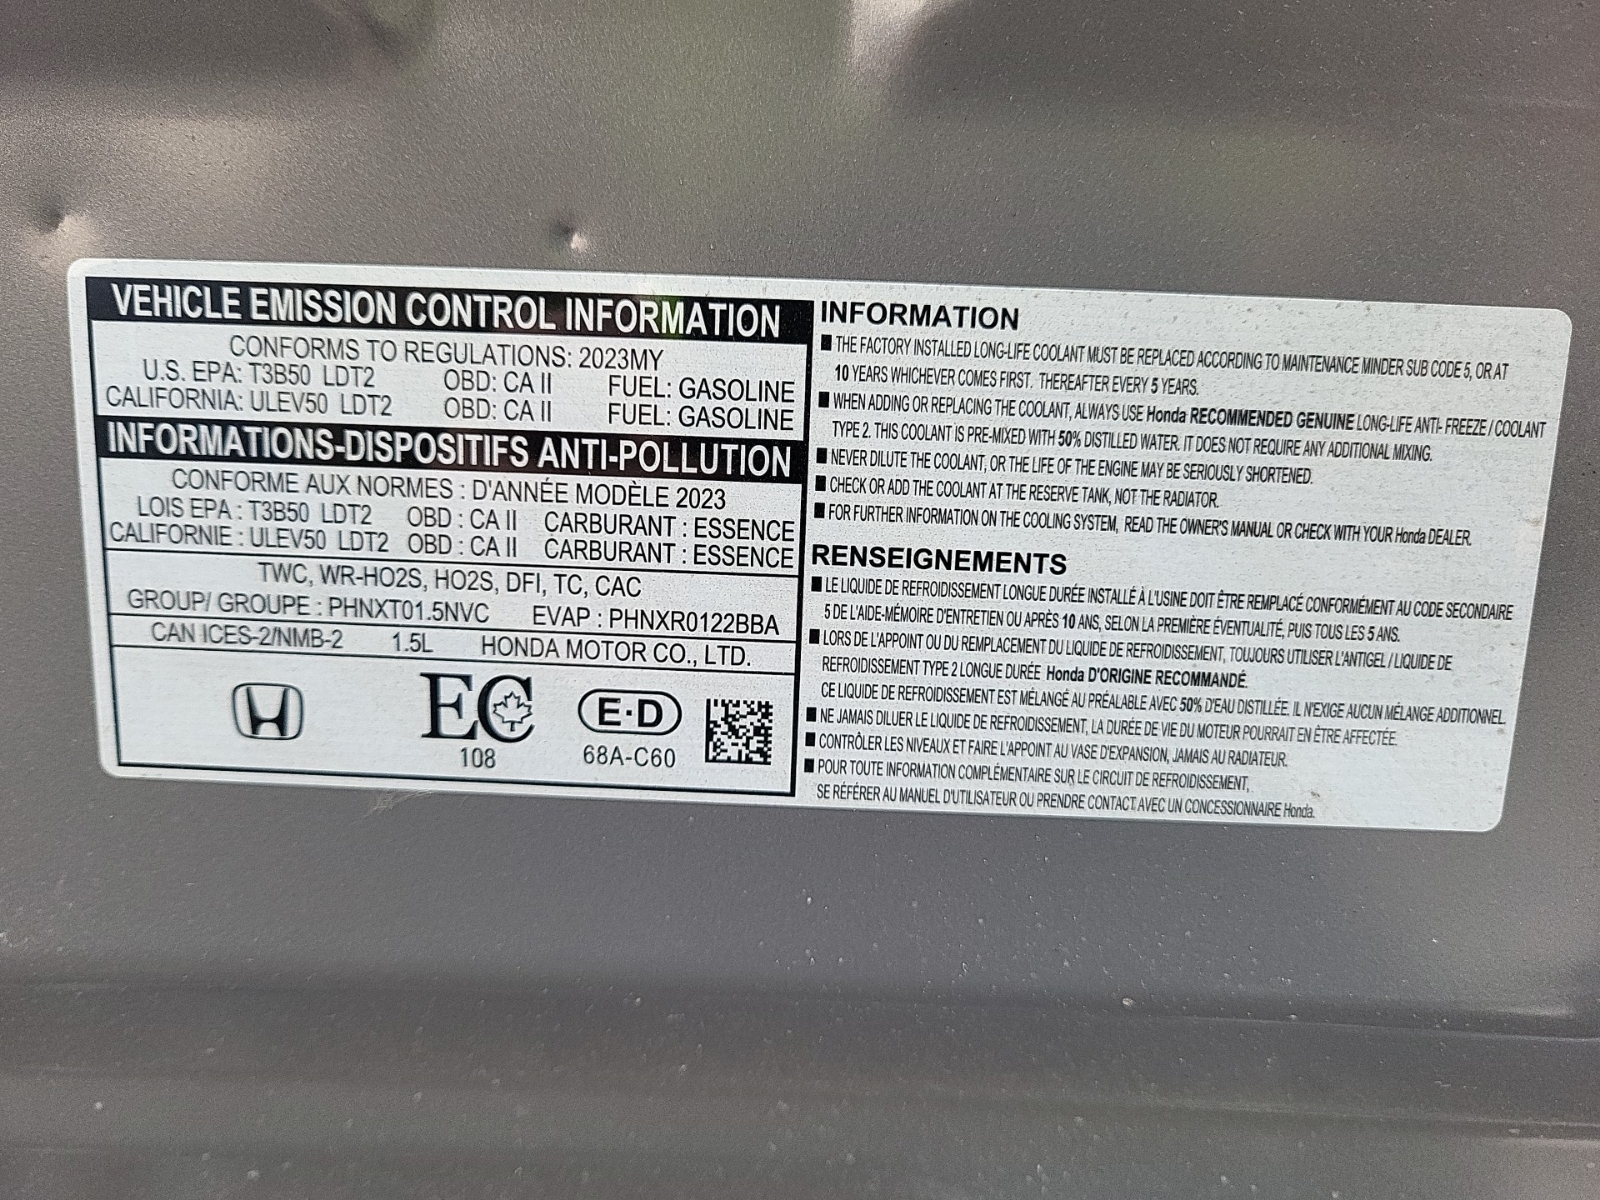 VEHICLE EMISSION CONTROL INFORMATION
CONFORMS TO REGULATIONS: 2023MY
U.S. EPA: T3B50 LDT2 OBD: CA II FUEL: GASOLINE
CALIFORNIA: ULEV50 LDT2 OBD: CA II FUEL: GASOLINE
INFORMATIONS-DISPOSITIFS ANTI-POLLUTION
CONFORME AUX NORMES : D'ANNÉE MODÈLE 2023
LOIS EPA : T3B50 LDT2 OBD : CA II CARBURANT : ESSENCE
CALIFORNIE : ULEV50 LDT2 OBD : CA II CARBURANT : ESSENCE
TWC, WR-HO2S, HO2S, DFI, TC, CAC
GROUP/ GROUPE : PHNXT01.5NVC EVAP : PHNXR0122BBA
CAN ICES-2/NMB-2 1.5L HONDA MOTOR CO., LTD.
EC E·D
108 68A-C60
INFORMATION
■ THE FACTORY INSTALLED LONG-LIFE COOLANT MUST BE REPLACED ACCORDING TO MAINTENANCE MINDER SUB CODE 5, OR AT
10 YEARS WHICHEVER COMES FIRST. THEREAFTER EVERY 5 YEARS.
■ WHEN ADDING OR REPLACING THE COOLANT, ALWAYS USE Honda RECOMMENDED GENUINE LONG-LIFE ANTI- FREEZE / COOLANT
TYPE 2. THIS COOLANT IS PRE-MIXED WITH 50% DISTILLED WATER. IT DOES NOT REQUIRE ANY ADDITIONAL MIXING.
■ NEVER DILUTE THE COOLANT, OR THE LIFE OF THE ENGINE MAY BE SERIOUSLY SHORTENED.
■ CHECK OR ADD THE COOLANT AT THE RESERVE TANK, NOT THE RADIATOR.
■ FOR FURTHER INFORMATION ON THE COOLING SYSTEM, READ THE OWNER'S MANUAL OR CHECK WITH YOUR Honda DEALER.
RENSEIGNEMENTS
■ LE LIQUIDE DE REFROIDISSEMENT LONGUE DURÉE INSTALLÉ À L'USINE DOIT ÊTRE REMPLACÉ CONFORMÉMENT AU CODE SECONDAIRE
5 DE L'AIDE-MÉMOIRE D'ENTRETIEN OU APRÈS 10 ANS, SELON LA PREMIÈRE ÉVENTUALITÉ, PUIS TOUS LES 5 ANS.
■ LORS DE L'APPOINT OU DU REMPLACEMENT DU LIQUIDE DE REFROIDISSEMENT, TOUJOURS UTILISER L'ANTIGEL / LIQUIDE DE
REFROIDISSEMENT TYPE 2 LONGUE DURÉE Honda D'ORIGINE RECOMMANDÉ.
CE LIQUIDE DE REFROIDISSEMENT EST MÉLANGÉ AU PRÉALABLE AVEC 50% D'EAU DISTILLÉE. IL N'EXIGE AUCUN MÉLANGE ADDITIONNEL.
■ NE JAMAIS DILUER LE LIQUIDE DE REFROIDISSEMENT, LA DURÉE DE VIE DU MOTEUR POURRAIT EN ÊTRE AFFECTÉE.
■ CONTRÔLER LES NIVEAUX ET FAIRE L'APPOINT AU VASE D'EXPANSION, JAMAIS AU RADIATEUR.
■ POUR TOUTE INFORMATION COMPLÉMENTAIRE SUR LE CIRCUIT DE REFROIDISSEMENT,
SE RÉFÉRER AU MANUEL D'UTILISATEUR OU PRENDRE CONTACT AVEC UN CONCESSIONNAIRE Honda.